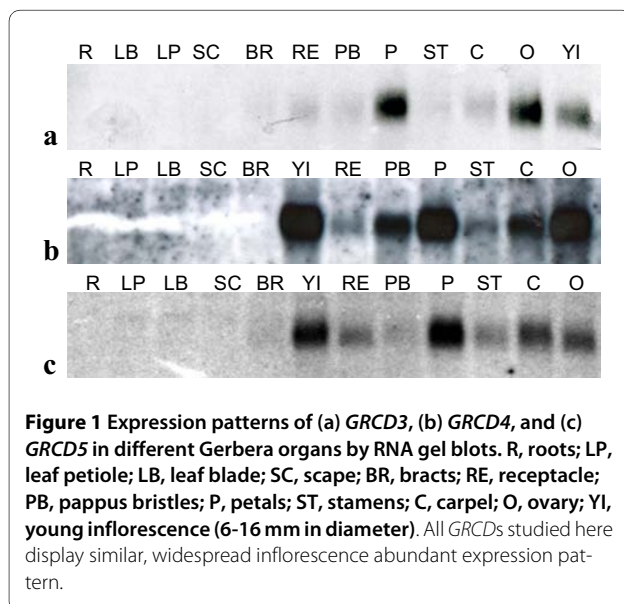 R LB LP SC BR RE PB P ST C O YI
a
R LP LB SC BR YI RE PB P ST C O
b
R LP LB SC BR YI RE PB P ST C O
c
Figure 1 Expression patterns of (a) GRCD3, (b) GRCD4, and (c)
GRCD5 in different Gerbera organs by RNA gel blots. R, roots; LP,
leaf petiole; LB, leaf blade; SC, scape; BR, bracts; RE, receptacle;
PB, pappus bristles; P, petals; ST, stamens; C, carpel; O, ovary; YI,
young inflorescence (6-16 mm in diameter). All GRCDs studied here
display similar, widespread inflorescence abundant expression pat-
tern.